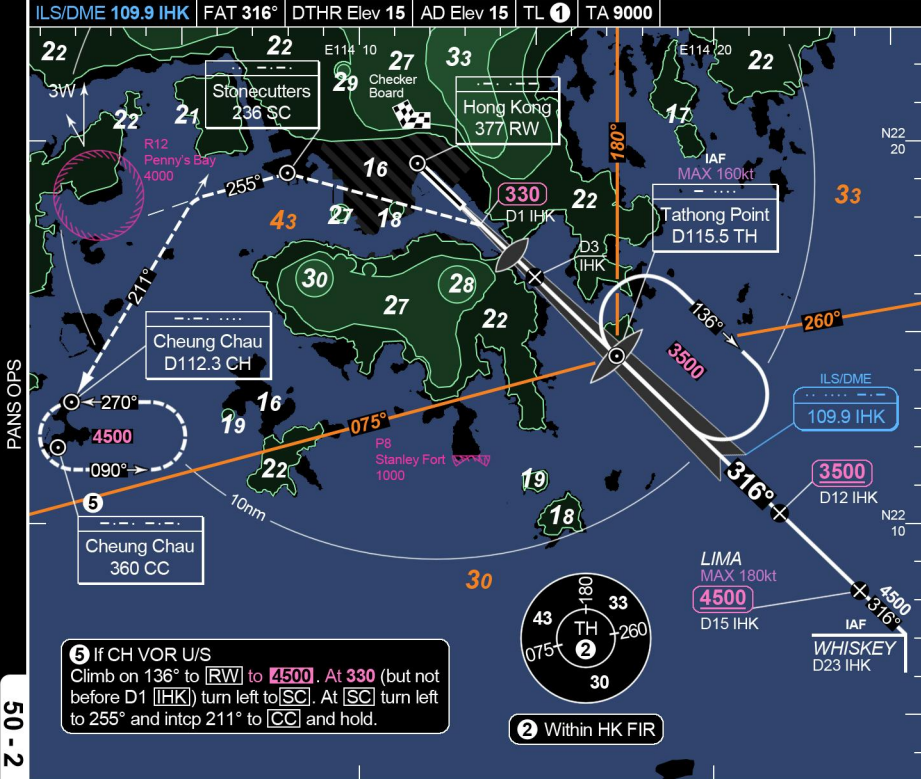 ILS/DME 109.9 IHK FAT 316° DTHR Elev 15 AD Elev 15 TL 1 TA 9000
22
22
E114 10
27
33
E114 20
22
3W
29
Checker
Board
Stonecutters
236 SC
Hong Kong
377 RW
22
21
17
180°
N22
20
R12
Penny's Bay
4000
16
IAF
MAX 160kt
255°
330
D1 IHK
22
33
27
18
43
Tathong Point
D115.5 TH
D3
IHK
211°
30
28
27
22
136°
260°
3500
Cheung Chau
D112.3 CH
PANS OPS
ILS/DME
109.9 IHK
270°
16
19
4500
075°
P8
Stanley Fort
1000
090°
22
5
316°
3500
D12 IHK
19
10nm
18
N22
10
Cheung Chau
360 CC
30
LIMA
MAX 180kt
4500
D15 IHK
4500
316°
IAF
WHISKEY
D23 IHK
180
43
33
TH
2
075
260
30
5 If CH VOR U/S
Climb on 136° to RW to 4500. At 330 (but not
before D1 IHK) turn left to SC. At SC turn left
to 255° and intcp 211° to CC and hold.
2 Within HK FIR
50 - 2